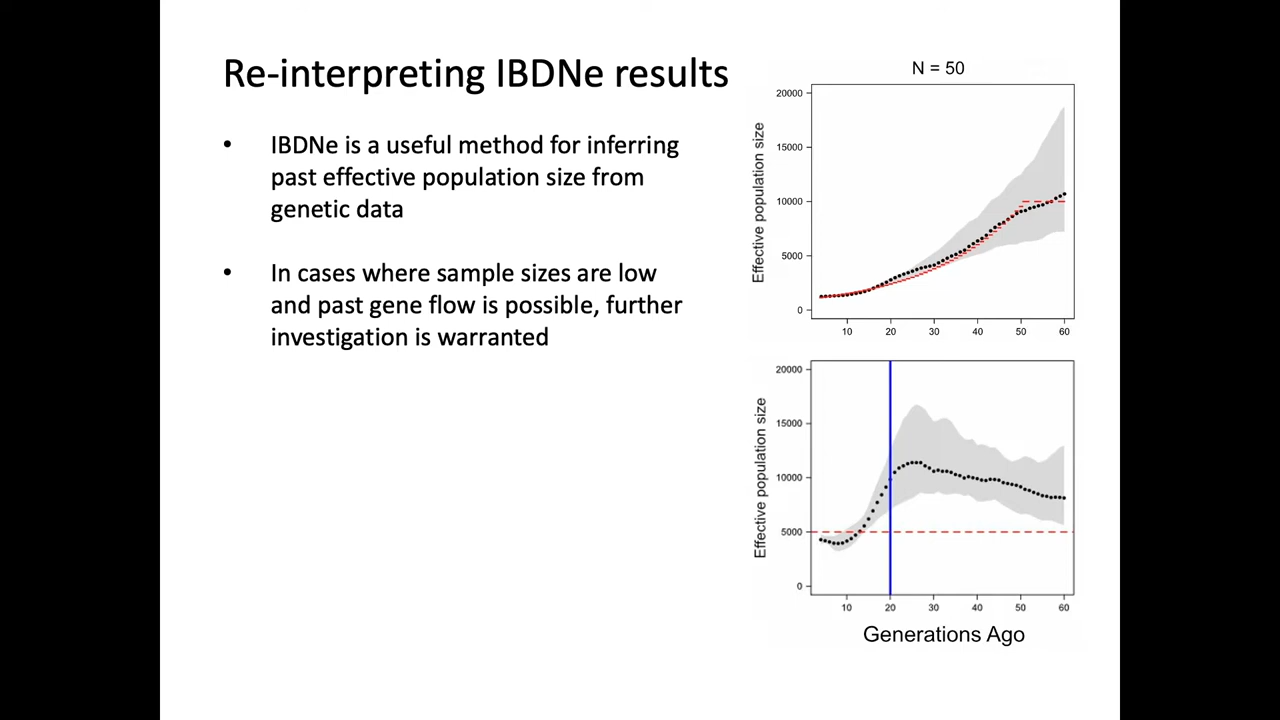 Re-interpreting IBDNe results
• IBDNe is a useful method for inferring
past effective population size from
genetic data
• In cases where sample sizes are low
and past gene flow is possible, further
investigation is warranted
N = 50
Effective population size
20000
15000
10000
5000
0
10 20 30 40 50 60
Effective population size
20000
15000
10000
5000
0
10 20 30 40 50 60
Generations Ago